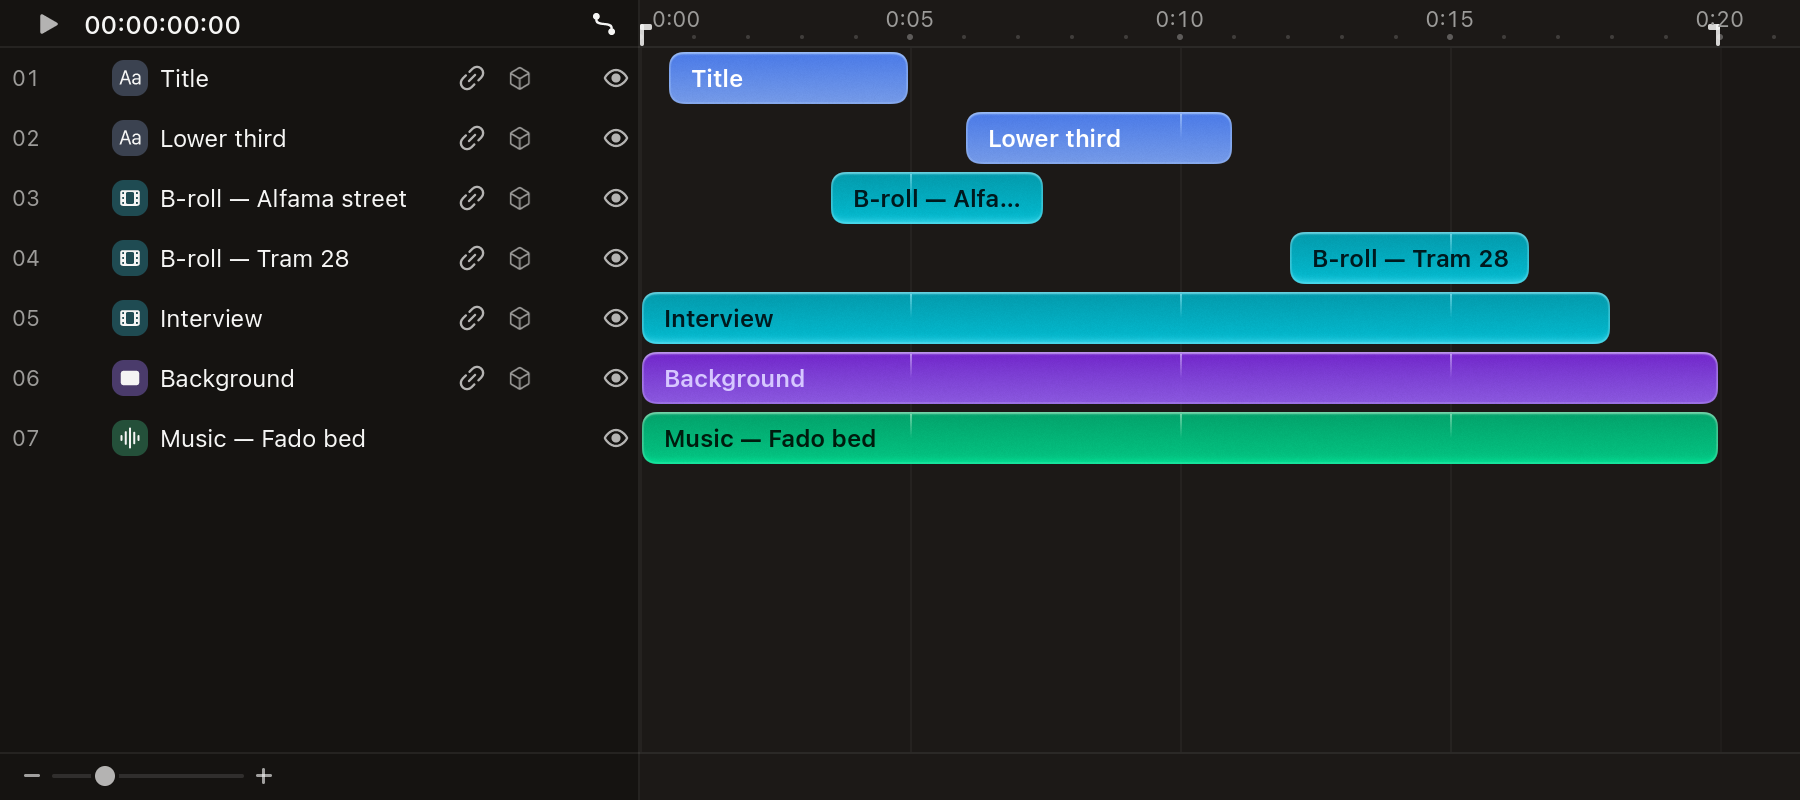 00:00:00:00
0:00 0:05 0:10 0:15 0:20
01 Aa Title Title
02 Aa Lower third Lower third
03 B-roll — Alfama street B-roll — Alfa...
04 B-roll — Tram 28 B-roll — Tram 28
05 Interview Interview
06 Background Background
07 Music — Fado bed Music — Fado bed